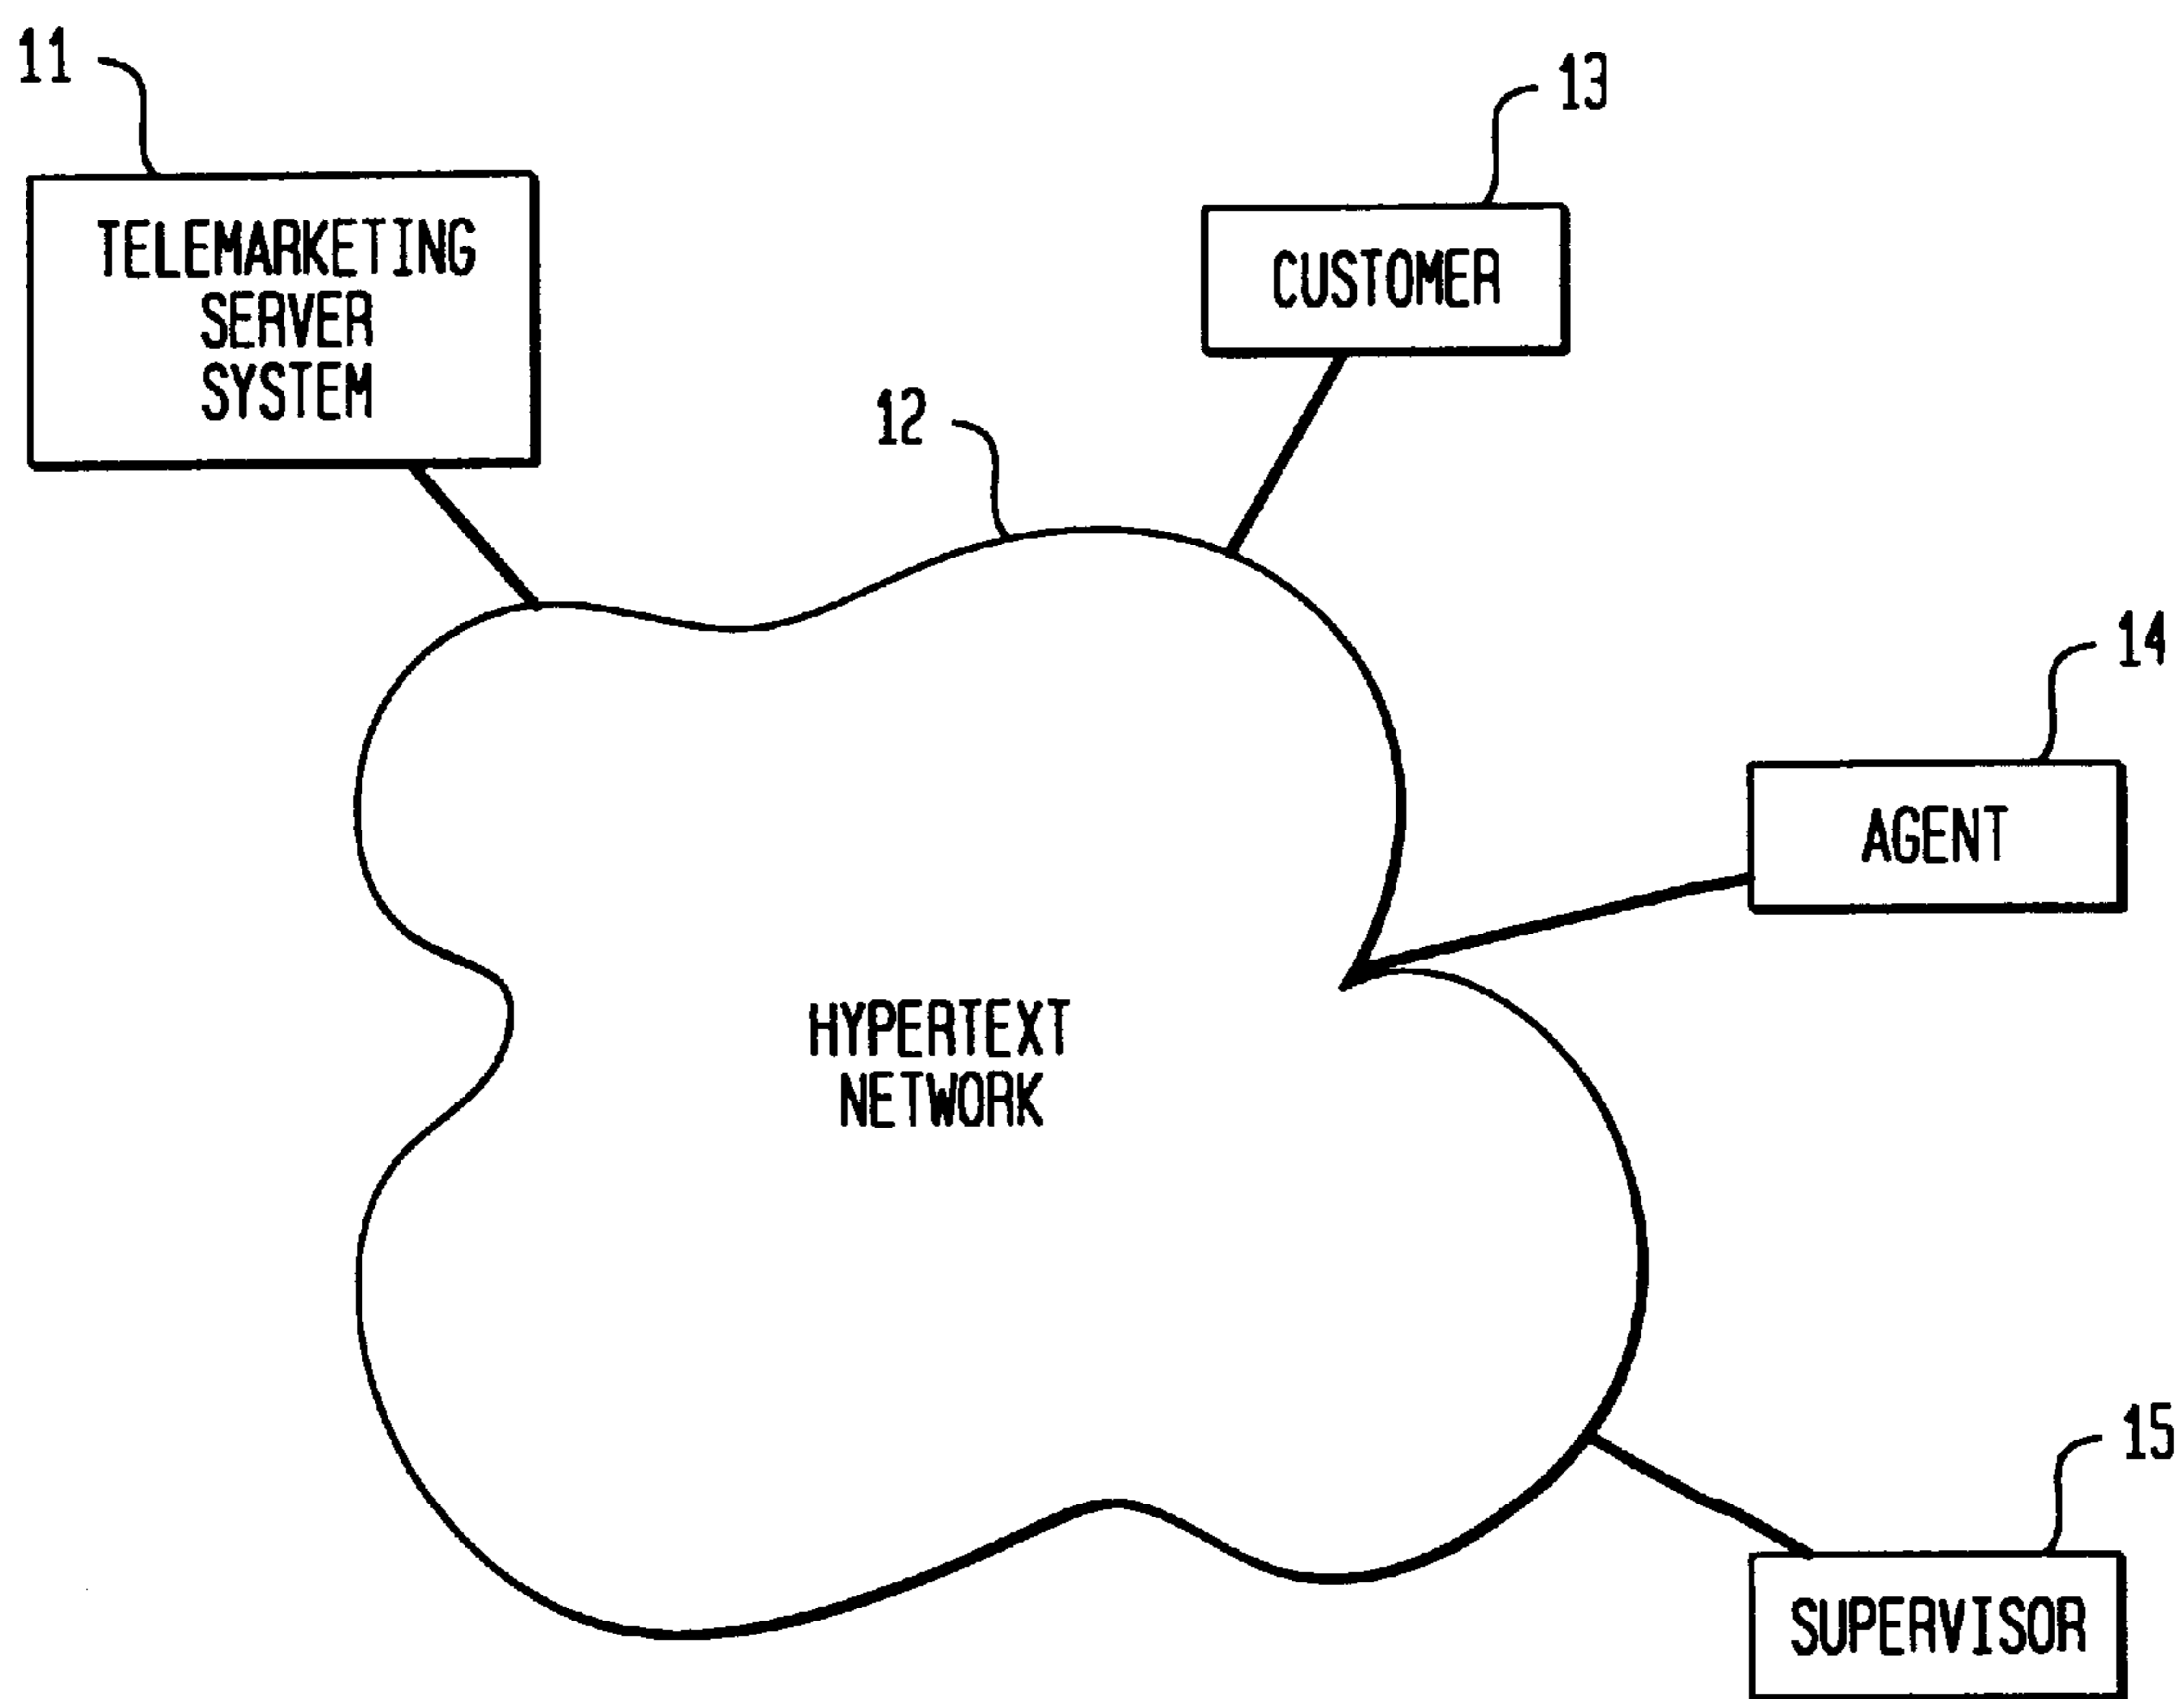 11
TELEMARKETING
SERVER
SYSTEM
13
CUSTOMER
12
14
AGENT
HYPERTEXT
NETWORK
15
SUPERVISOR